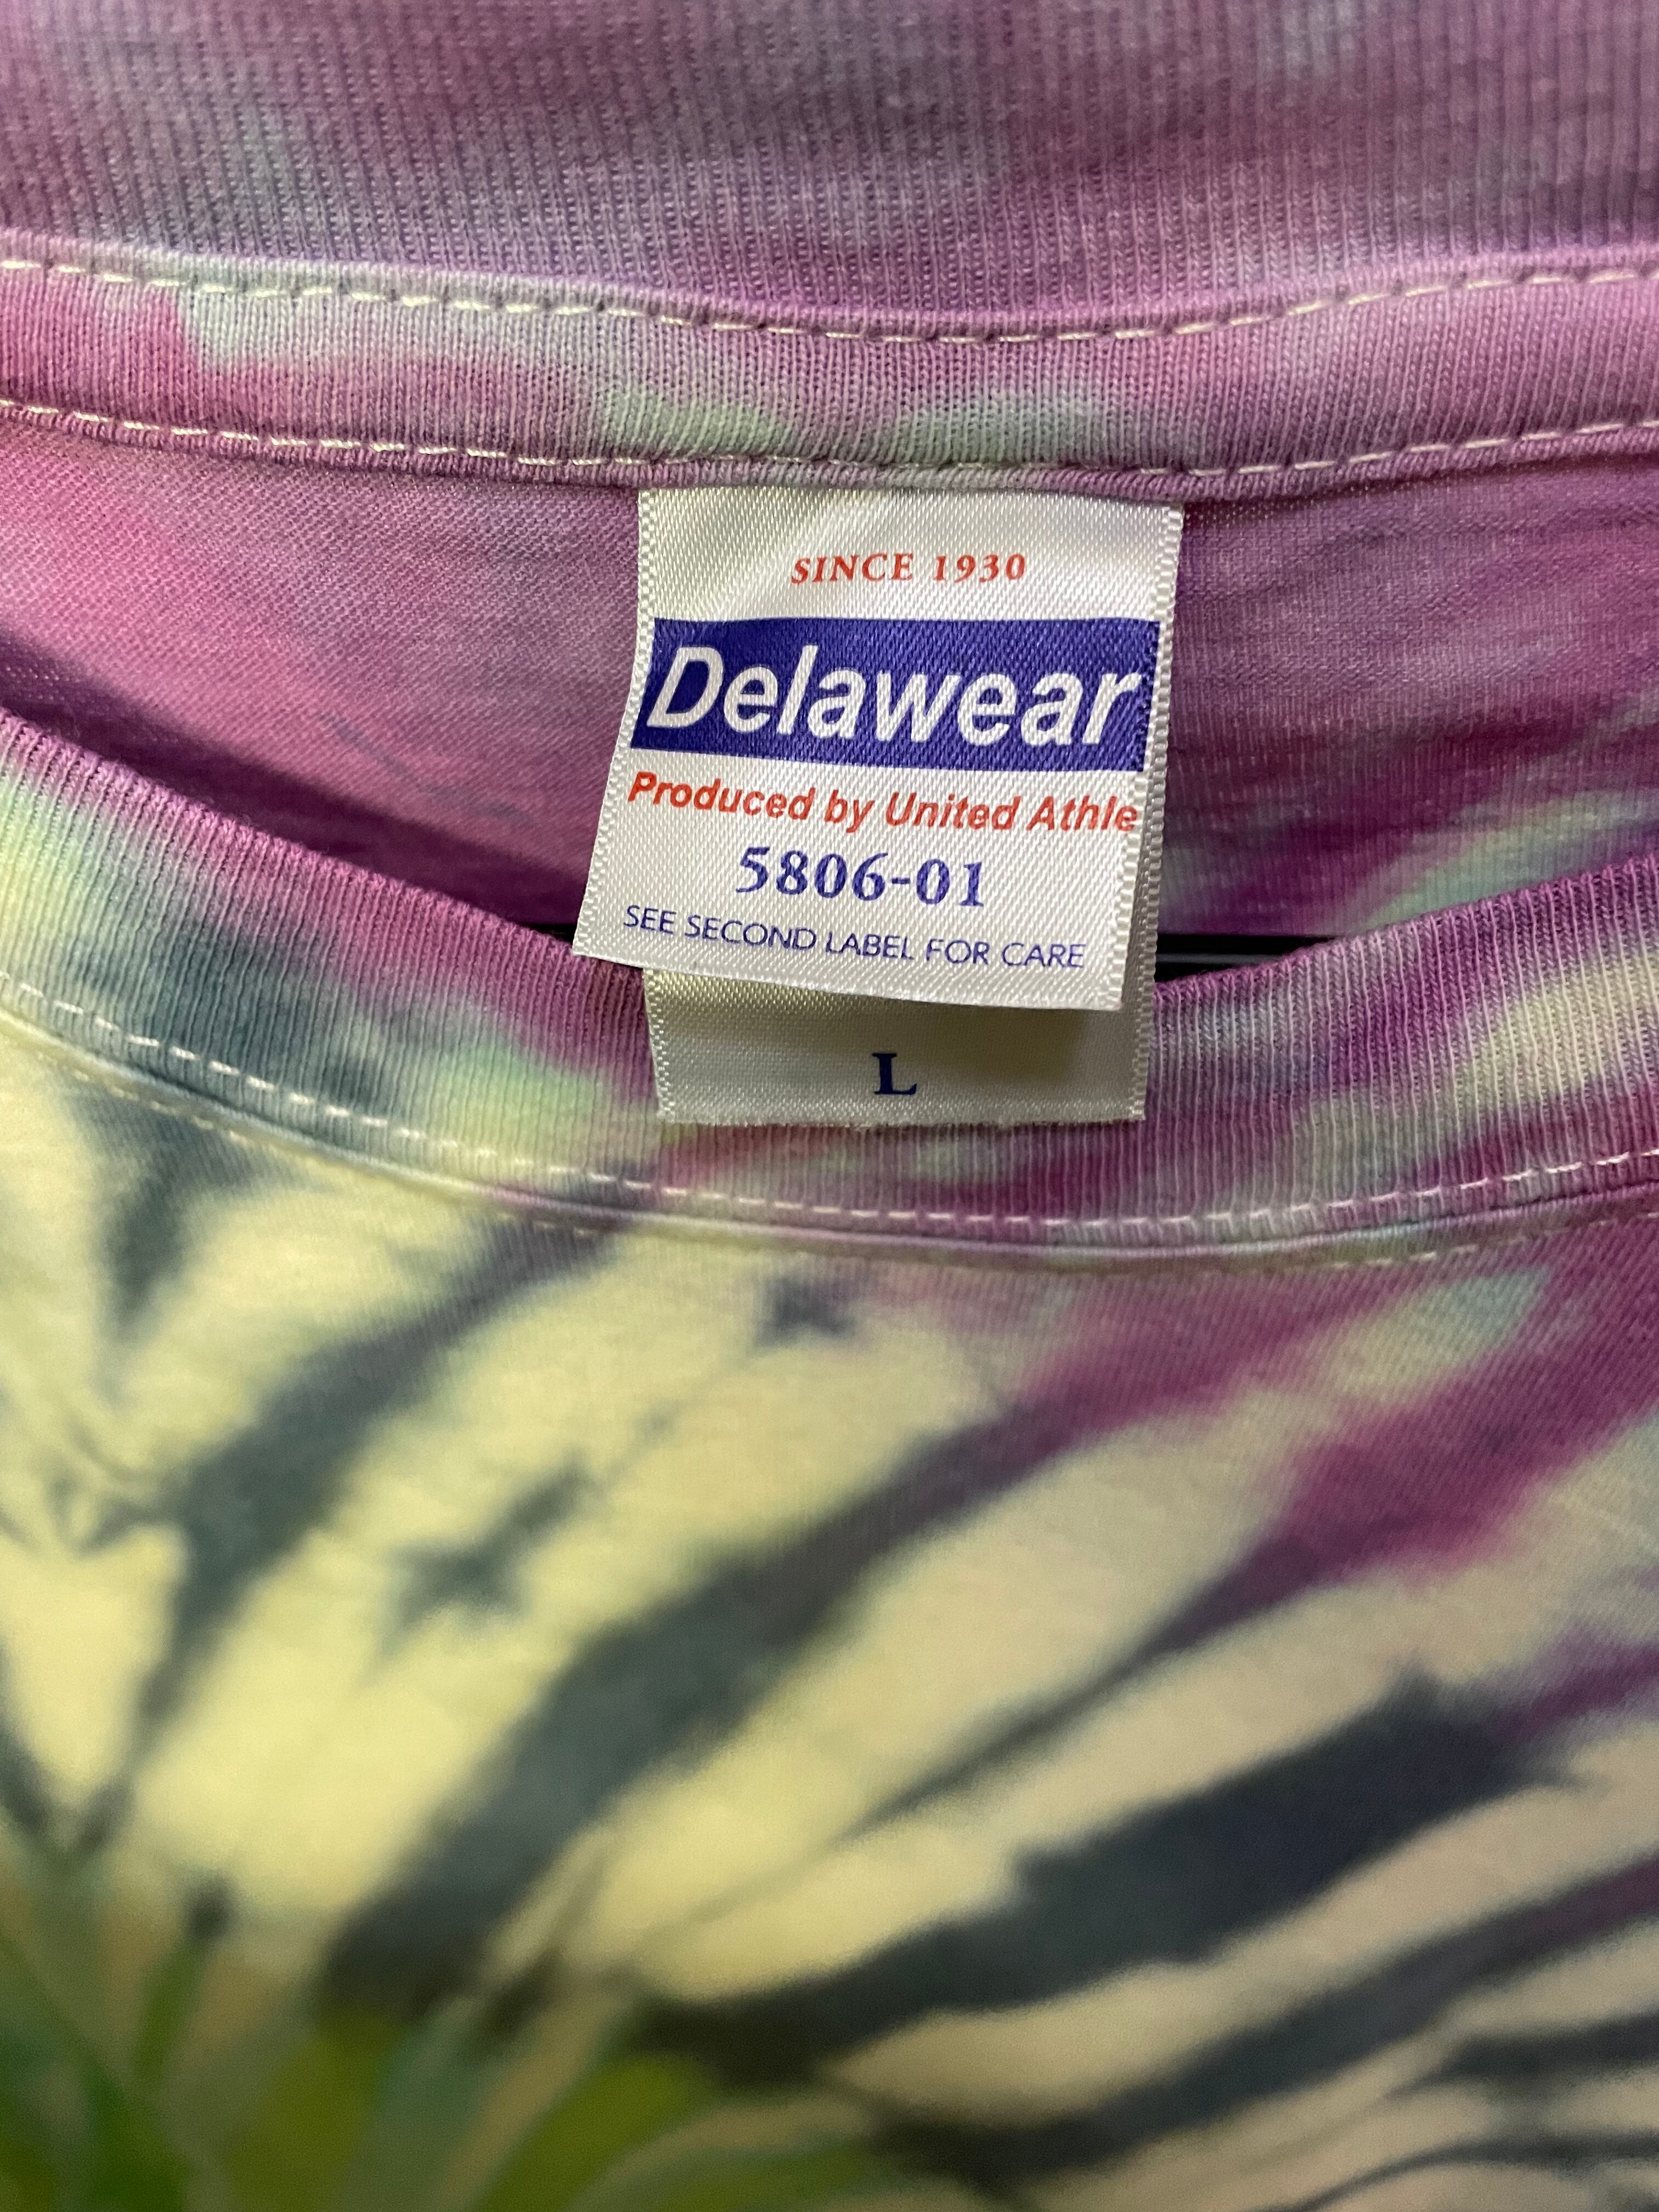 SINCE 1930
Delawear
Produced by United Athle
5806-01
SEE SECOND LABEL FOR CARE
L